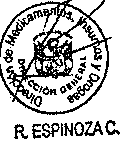 Dirección de Medicamentos, Insumos y Drogas
DIRECCIÓN GENERAL
R. ESPINOZA C.